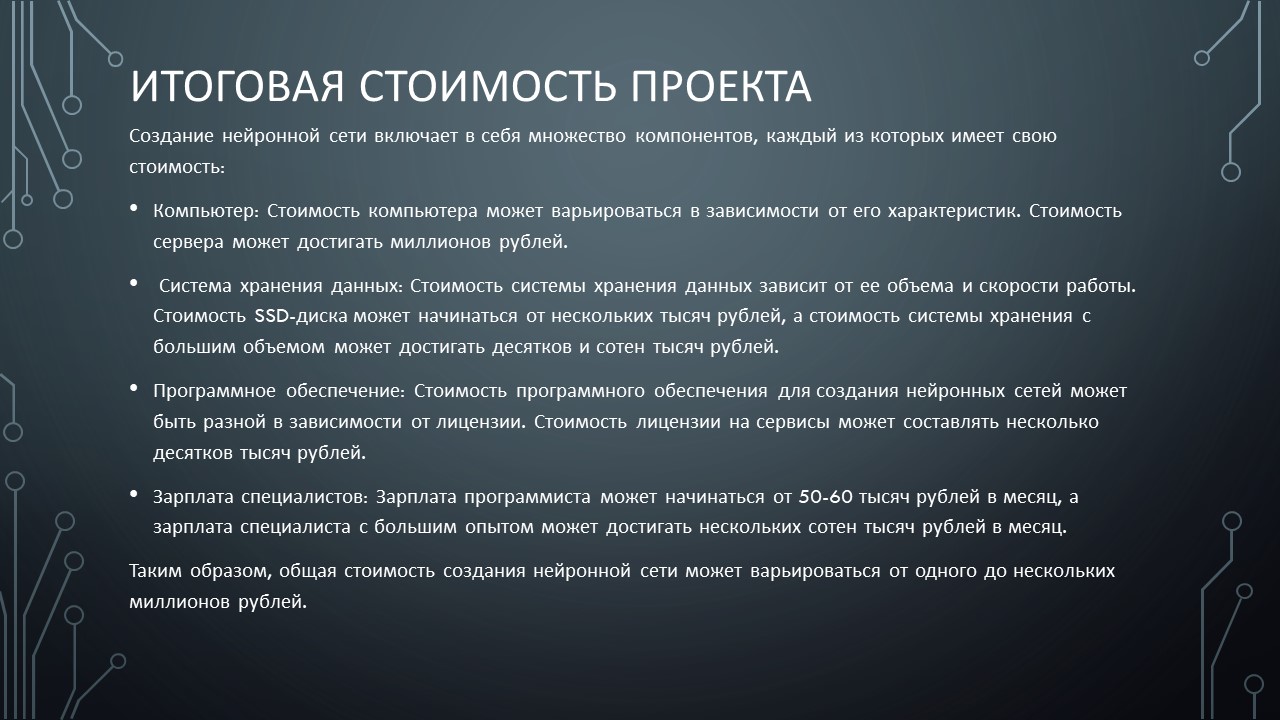 ИТОГОВАЯ СТОИМОСТЬ ПРОЕКТА
Создание нейронной сети включает в себя множество компонентов, каждый из которых имеет свою
стоимость:
• Компьютер: Стоимость компьютера может варьироваться в зависимости от его характеристик. Стоимость
сервера может достигать миллионов рублей.
• Система хранения данных: Стоимость системы хранения данных зависит от ее объема и скорости работы.
Стоимость SSD-диска может начинаться от нескольких тысяч рублей, а стоимость системы хранения с
большим объемом может достигать десятков и сотен тысяч рублей.
• Программное обеспечение: Стоимость программного обеспечения для создания нейронных сетей может
быть разной в зависимости от лицензии. Стоимость лицензии на сервисы может составлять несколько
десятков тысяч рублей.
• Зарплата специалистов: Зарплата программиста может начинаться от 50-60 тысяч рублей в месяц, а
зарплата специалиста с большим опытом может достигать нескольких сотен тысяч рублей в месяц.
Таким образом, общая стоимость создания нейронной сети может варьироваться от одного до нескольких
миллионов рублей.